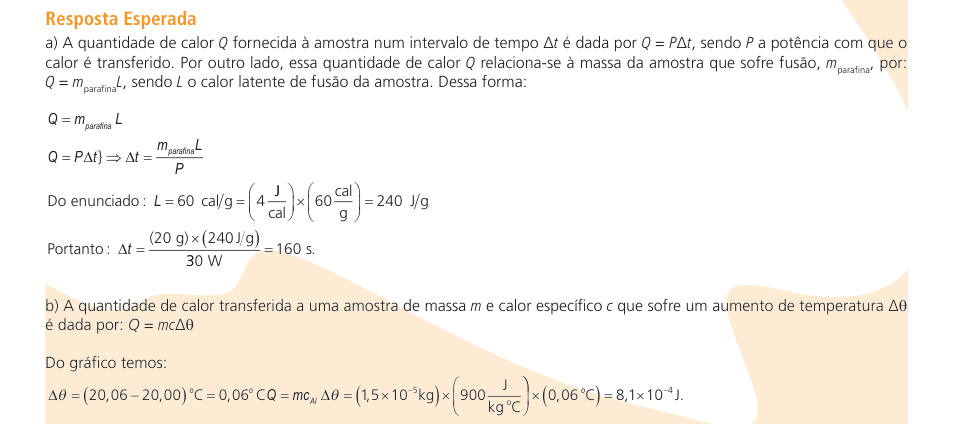 Resposta Esperada
a) A quantidade de calor Q fornecida à amostra num intervalo de tempo Δt é dada por Q = PΔt, sendo P a potência com que o
calor é transferido. Por outro lado, essa quantidade de calor Q relaciona-se à massa da amostra que sofre fusão, m_parafina, por:
Q = m_parafina L, sendo L o calor latente de fusão da amostra. Dessa forma:
Q = m_parafina L
Q = PΔt} ⇒ Δt = m_parafina L / P
Do enunciado : L = 60 cal/g = (4 J/cal) × (60 cal/g) = 240 J/g
Portanto : Δt = (20 g) × (240 J/g) / 30 W = 160 s.
b) A quantidade de calor transferida a uma amostra de massa m e calor específico c que sofre um aumento de temperatura Δθ
é dada por: Q = mcΔθ
Do gráfico temos:
Δθ = (20,06 − 20,00) ºC = 0,06º C Q = mc_Al Δθ = (1,5 × 10⁻⁵ kg) × (900 J/kg ºC) × (0,06 ºC) = 8,1 × 10⁻⁴ J.